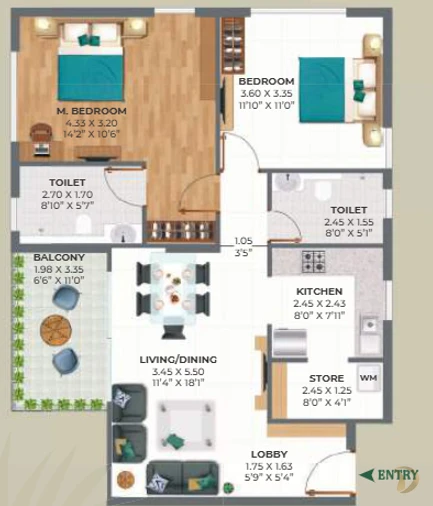 M. BEDROOM
4.33 X 3.20
14'2" X 10'6"
BEDROOM
3.60 X 3.35
11'10" X 11'0"
TOILET
2.70 X 1.70
8'10" X 5'7"
TOILET
2.45 X 1.55
8'0" X 5'1"
1.05
3'5"
BALCONY
1.98 X 3.35
6'6" X 11'0"
KITCHEN
2.45 X 2.43
8'0" X 7'11"
LIVING/DINING
3.45 X 5.50
11'4" X 18'1"
STORE
2.45 X 1.25
8'0" X 4'1"
WM
LOBBY
1.75 X 1.63
5'9" X 5'4"
ENTRY